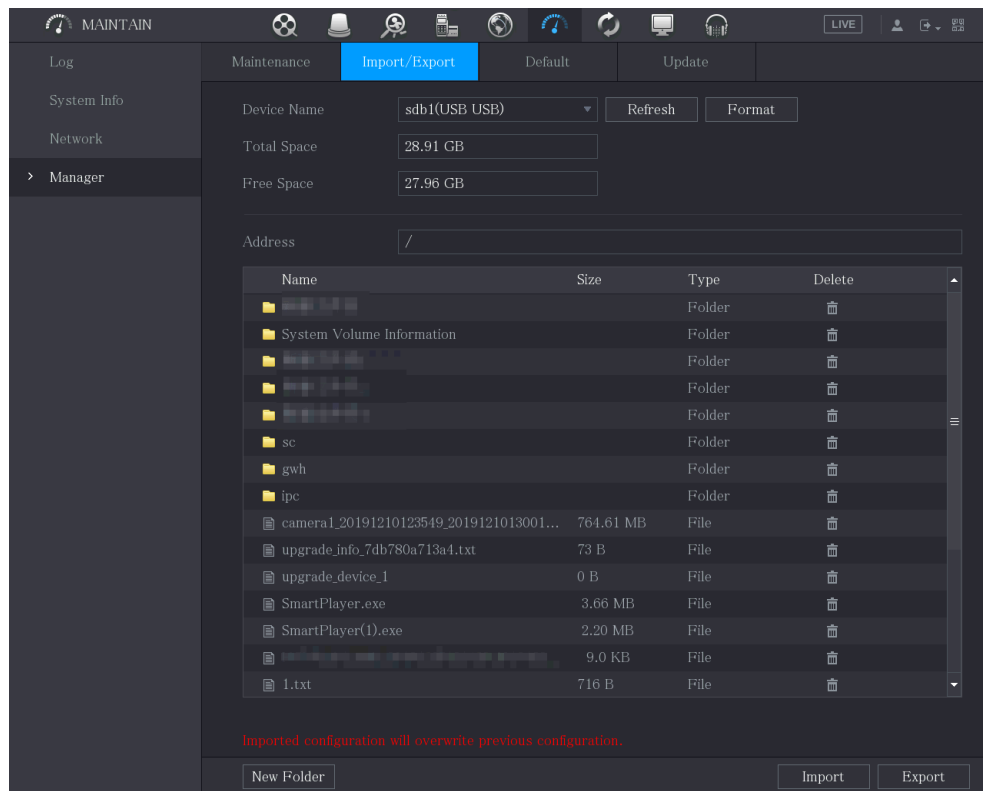 MAINTAIN
LIVE
Log
System Info
Network
Manager
Maintenance Import/Export Default Update
Device Name sdb1(USB USB) Refresh Format
Total Space 28.91 GB
Free Space 27.96 GB
Address /
Name Size Type Delete
Folder
System Volume Information Folder
Folder
Folder
Folder
sc Folder
gwh Folder
ipc Folder
camera1_20191210123549_2019121013001... 764.61 MB File
upgrade_info_7db780a713a4.txt 73 B File
upgrade_device_1 0 B File
SmartPlayer.exe 3.66 MB File
SmartPlayer(1).exe 2.20 MB File
9.0 KB File
1.txt 716 B File
Imported configuration will overwrite previous configuration.
New Folder Import Export